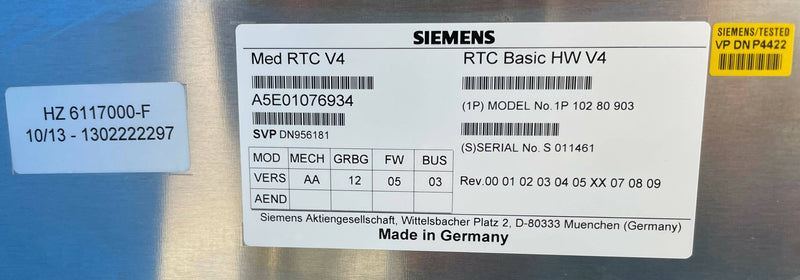 HZ 6117000-F
10/13 - 1302222297
SIEMENS
Med RTC V4
A5E01076934
SVP DN956181
MOD MECH GRBG FW BUS
VERS AA 12 05 03
AEND
RTC Basic HW V4
(1P) MODEL No.1P 102 80 903
(S)SERIAL No. S 011461
Rev.00 01 02 03 04 05 XX 07 08 09
Siemens Aktiengesellschaft, Wittelsbacher Platz 2, D-80333 Muenchen (Germany)
Made in Germany
SIEMENS/TESTED
VP DN P4422